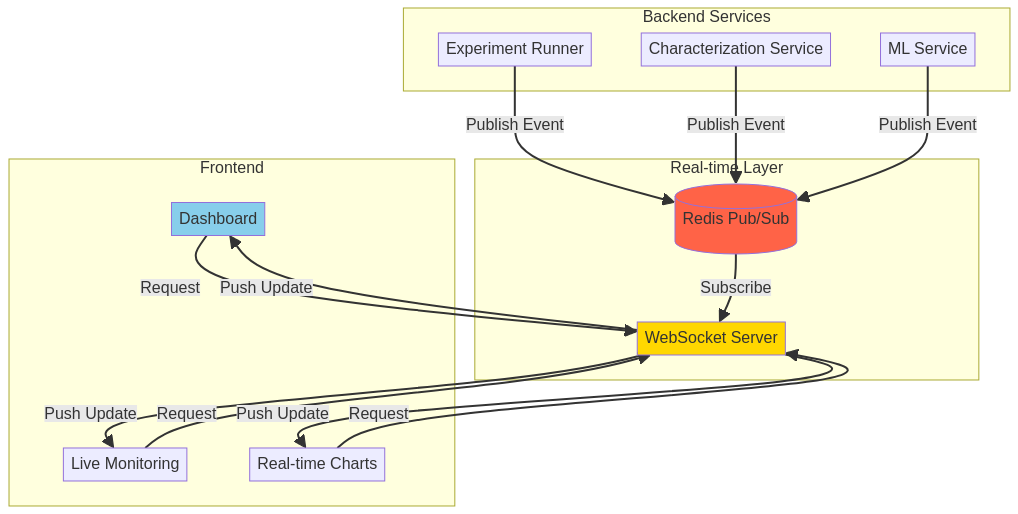 Backend Services
Experiment Runner
Characterization Service
ML Service
Publish Event
Publish Event
Publish Event
Frontend
Real-time Layer
Dashboard
Redis Pub/Sub
Request
Push Update
Subscribe
WebSocket Server
Push Update
Request
Push Update
Request
Live Monitoring
Real-time Charts